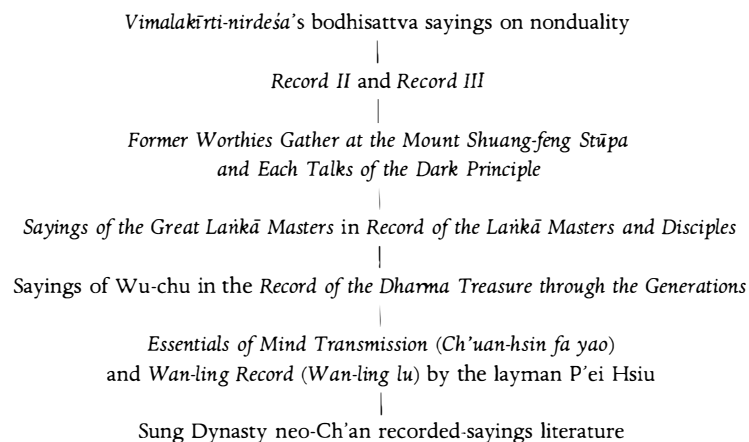 Vimalakīrti-nirdeśa's bodhisattva sayings on nonduality
Record II and Record III
Former Worthies Gather at the Mount Shuang-feng Stūpa
and Each Talks of the Dark Principle
Sayings of the Great Laṅkā Masters in Record of the Laṅkā Masters and Disciples
Sayings of Wu-chu in the Record of the Dharma Treasure through the Generations
Essentials of Mind Transmission (Ch'uan-hsin fa yao)
and Wan-ling Record (Wan-ling lu) by the layman P'ei Hsiu
Sung Dynasty neo-Ch'an recorded-sayings literature